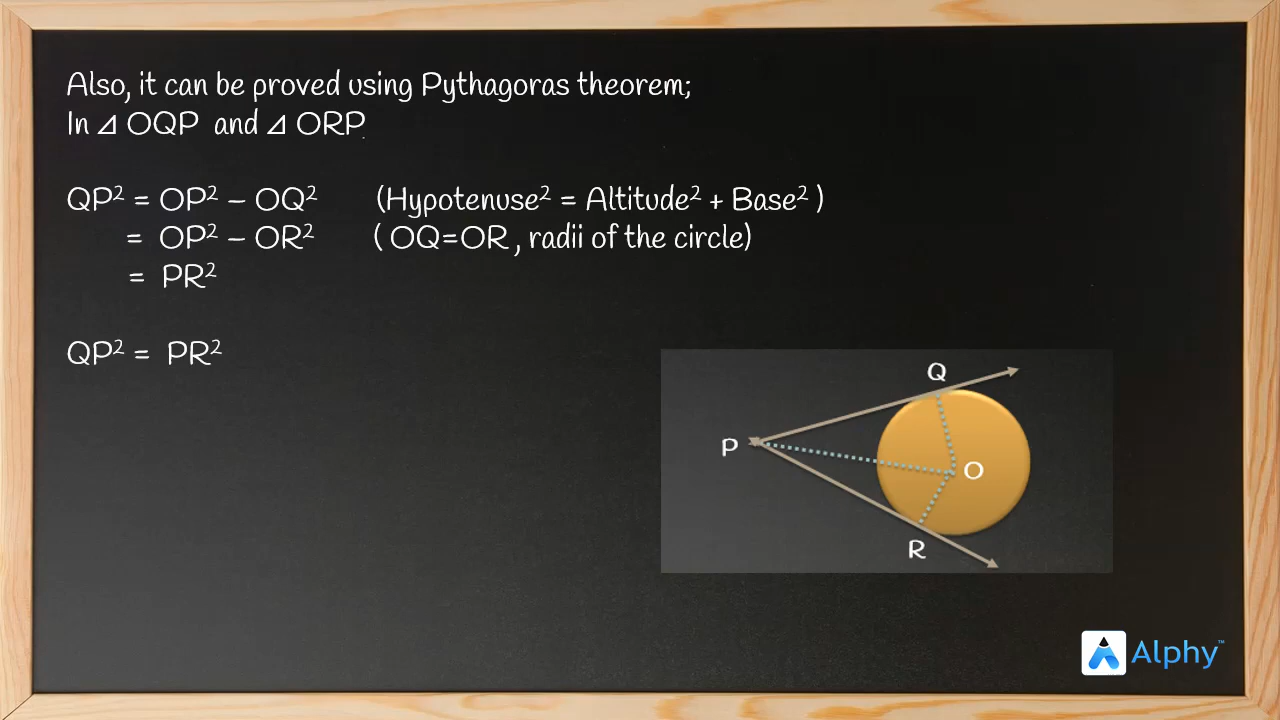 Also, it can be proved using Pythagoras theorem;
In ⊿ OQP and ⊿ ORP
QP² = OP² – OQ² (Hypotenuse² = Altitude² + Base² )
= OP² – OR² ( OQ=OR , radii of the circle)
= PR²
QP² = PR²
Q
P
O
R
Alphy™